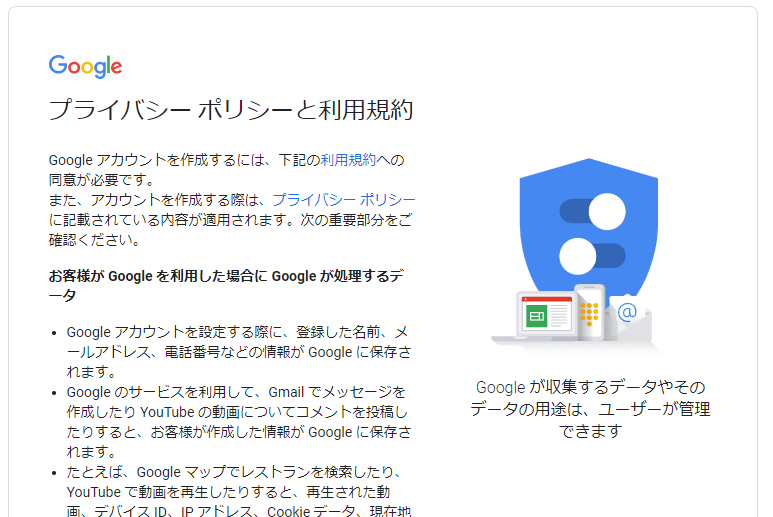 Google
プライバシー ポリシーと利用規約
Google アカウントを作成するには、下記の利用規約への
同意が必要です。
また、アカウントを作成する際は、プライバシー ポリシー
に記載されている内容が適用されます。次の重要部分をご
確認ください。
お客様が Google を利用した場合に Google が処理するデ
ータ
• Google アカウントを設定する際に、登録した名前、メ
ールアドレス、電話番号などの情報が Google に保存さ
れます。
• Google のサービスを利用して、Gmail でメッセージを
作成したり YouTube の動画についてコメントを投稿し
たりすると、お客様が作成した情報が Google に保存さ
れます。
• たとえば、Google マップでレストランを検索したり、
YouTube で動画を再生したりすると、再生された動
画、デバイス ID、IP アドレス、Cookie データ、現在地
@
Google が収集するデータやその
データの用途は、ユーザーが管理
できます